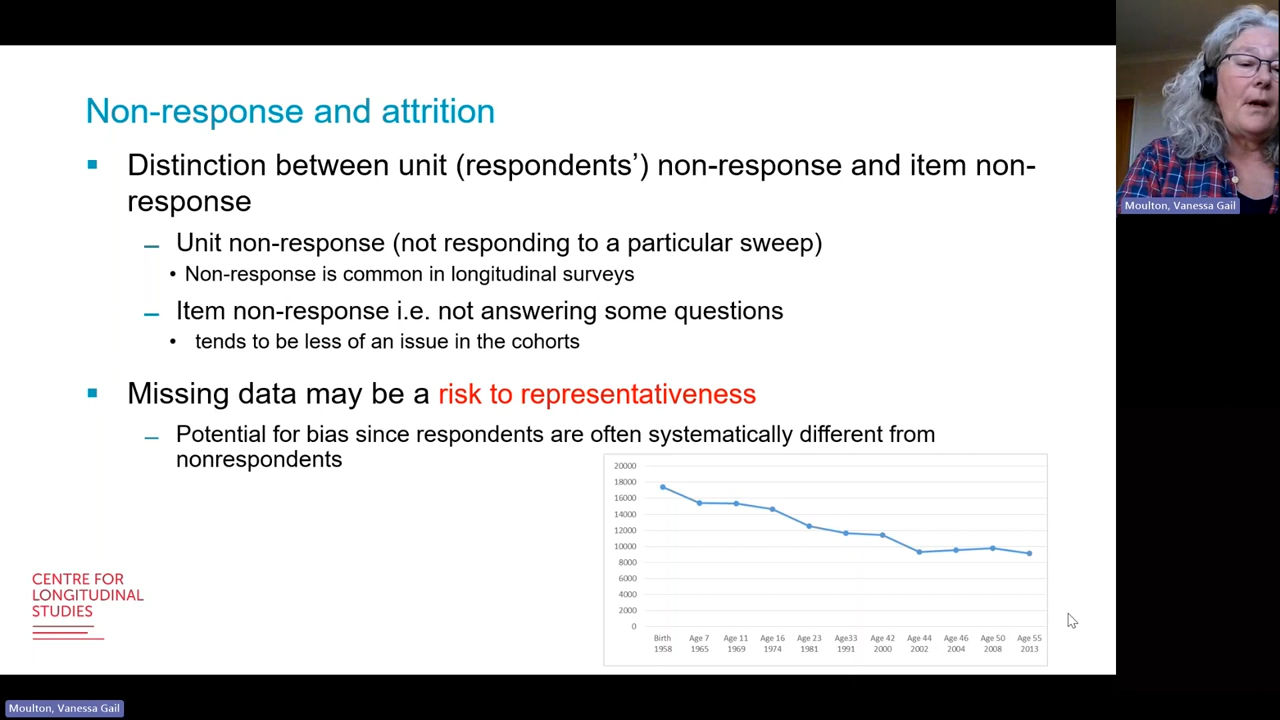 Non-response and attrition
Distinction between unit (respondents’) non-response and item non-
response
Unit non-response (not responding to a particular sweep)
• Non-response is common in longitudinal surveys
Item non-response i.e. not answering some questions
• tends to be less of an issue in the cohorts
Missing data may be a risk to representativeness
Potential for bias since respondents are often systematically different from
nonrespondents
20000
18000
16000
14000
12000
10000
8000
6000
4000
2000
0
Birth Age 7 Age 11 Age 16 Age 23 Age33 Age 42 Age 44 Age 46 Age 50 Age 55
1958 1965 1969 1974 1981 1991 2000 2002 2004 2008 2013
CENTRE FOR
LONGITUDINAL
STUDIES
Moulton, Vanessa Gail
Moulton, Vanessa Gail